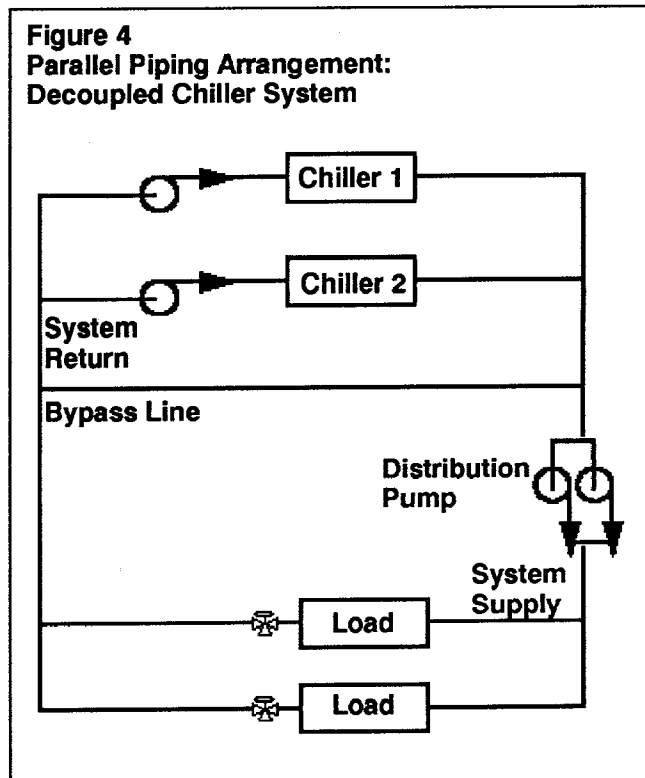 Figure 4
Parallel Piping Arrangement:
Decoupled Chiller System
Chiller 1
Chiller 2
System
Return
Bypass Line
Distribution
Pump
System
Supply
Load
Load